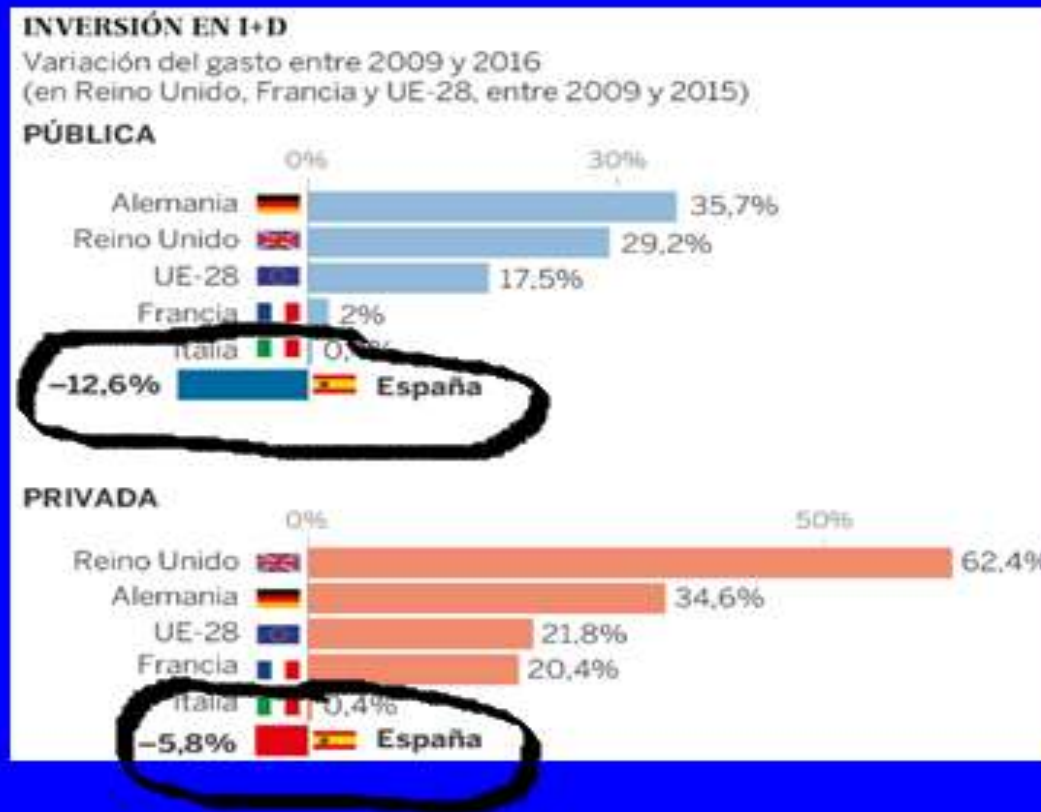 INVERSIÓN EN I+D
Variación del gasto entre 2009 y 2016
(en Reino Unido, Francia y UE-28, entre 2009 y 2015)
PÚBLICA
0% 30%
Alemania 35,7%
Reino Unido 29,2%
UE-28 17,5%
Francia 2%
Italia
–12,6% España
PRIVADA
0% 50%
Reino Unido 62,4%
Alemania 34,6%
UE-28 21,8%
Francia 20,4%
Italia 0,4%
–5,8% España